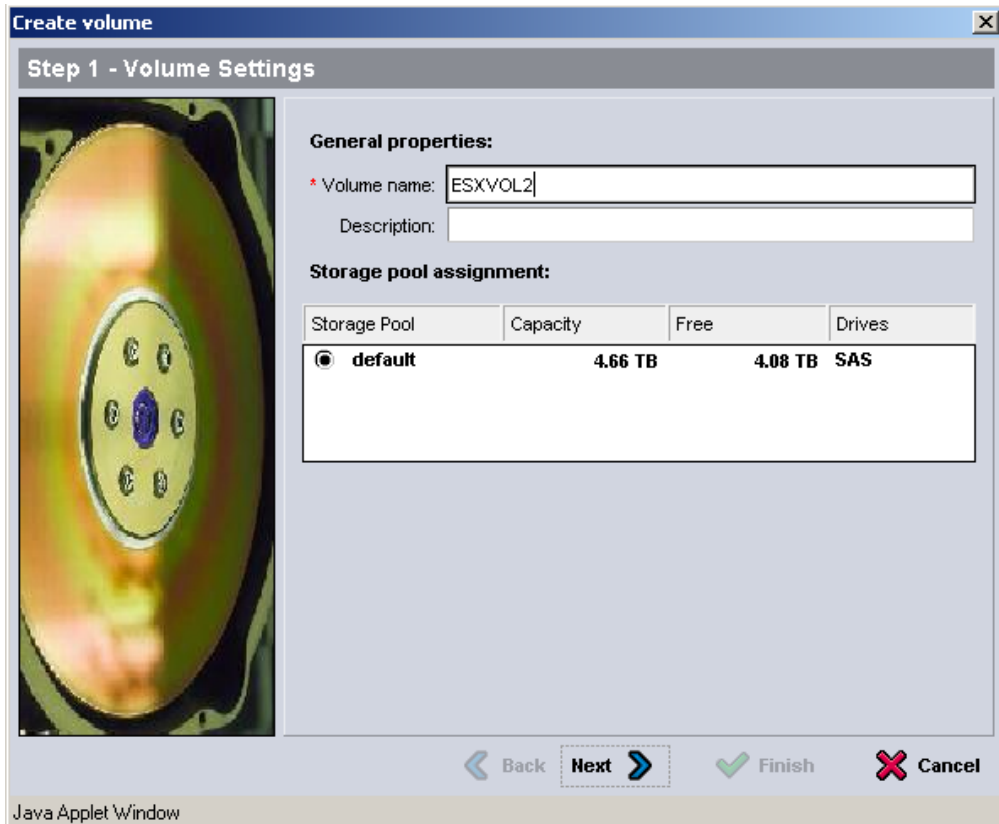 Create volume
Step 1 - Volume Settings
General properties:
* Volume name: ESXVOL2
Description:
Storage pool assignment:
Storage Pool Capacity Free Drives
default 4.66 TB 4.08 TB SAS
Back Next Finish Cancel
Java Applet Window